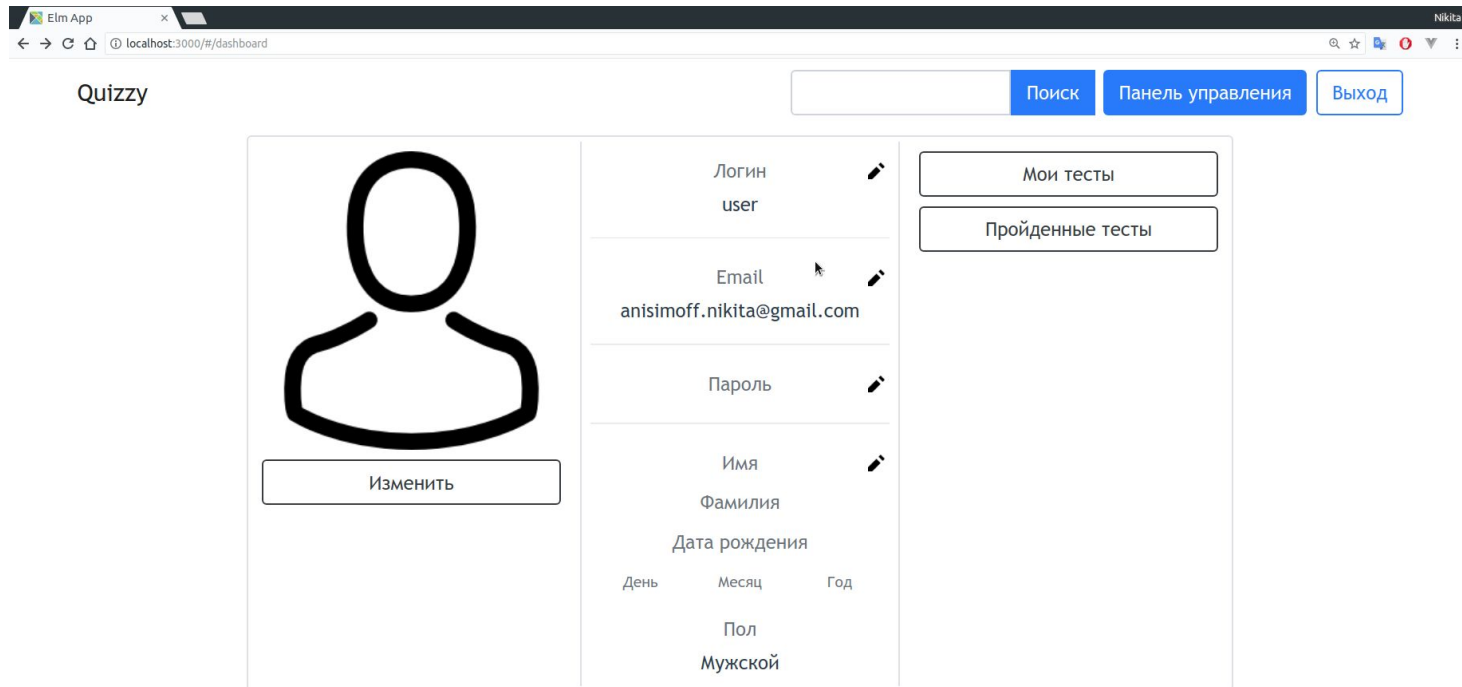 Elm App
Nikita
localhost:3000/#/dashboard
Quizzy
Поиск
Панель управления
Выход
Изменить
Логин
user
Email
anisimoff.nikita@gmail.com
Пароль
Имя
Фамилия
Дата рождения
День Месяц Год
Пол
Мужской
Мои тесты
Пройденные тесты